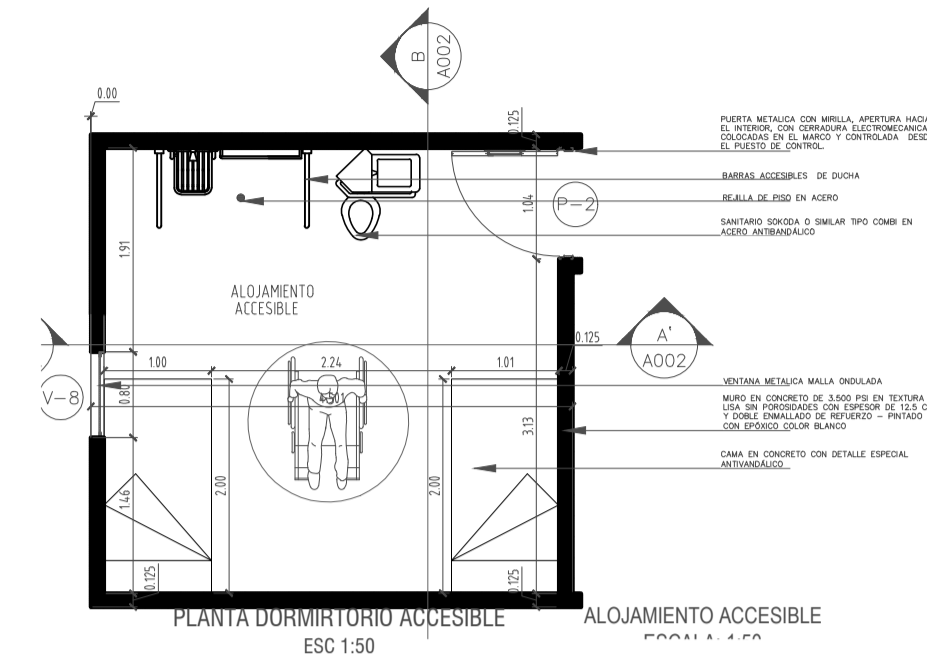 B
A002
0.00
0.125
PUERTA METALICA CON MIRILLA, APERTURA HACIA
EL INTERIOR, CON CERRADURA ELECTROMECANICA
COLOCADAS EN EL MARCO Y CONTROLADA DESD
EL PUESTO DE CONTROL.
BARRAS ACCESIBLES DE DUCHA
REJILLA DE PISO EN ACERO
SANITARIO SOKODA O SIMILAR TIPO COMBI EN
ACERO ANTIBANDÁLICO
1.04
P-2
1.91
ALOJAMIENTO
ACCESIBLE
0.125
A'
A002
1.00
2.24
1.01
V-8
0.80
VENTANA METALICA MALLA ONDULADA
MURO EN CONCRETO DE 3.500 PSI EN TEXTURA
LISA SIN POROSIDADES CON ESPESOR DE 12.5 C
Y DOBLE ENMALLADO DE REFUERZO – PINTADO
CON EPÓXICO COLOR BLANCO
3.13
CAMA EN CONCRETO CON DETALLE ESPECIAL
ANTIVANDÁLICO
1.46
2.00
2.00
0.125
0.125
PLANTA DORMIRTORIO ACCESIBLE
ESC 1:50
ALOJAMIENTO ACCESIBLE